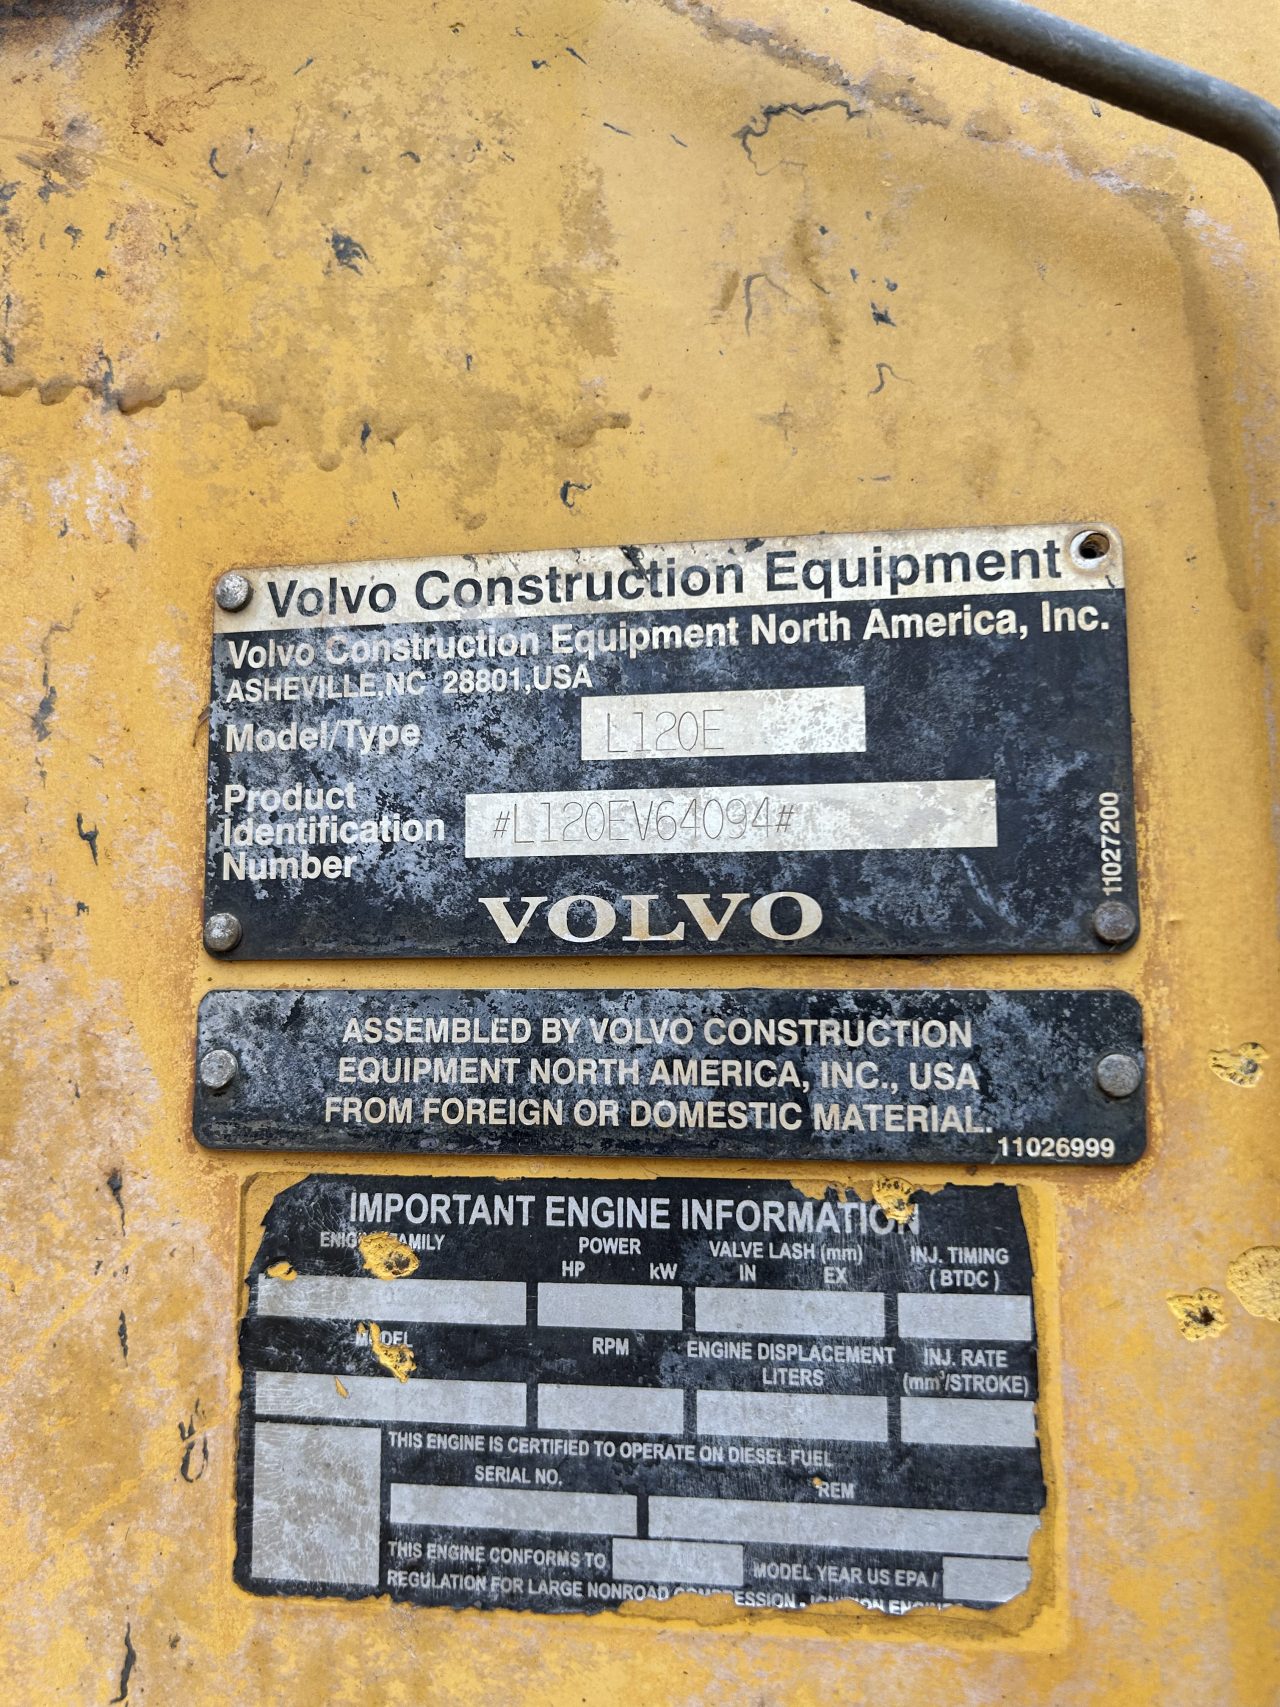 Volvo Construction Equipment
Volvo Construction Equipment North America, Inc.
ASHEVILLE,NC 28801,USA
Model/Type L120E
Product
Identification
Number
#L120EV64094#
11027200
VOLVO
ASSEMBLED BY VOLVO CONSTRUCTION
EQUIPMENT NORTH AMERICA, INC., USA
FROM FOREIGN OR DOMESTIC MATERIAL.
11026999
IMPORTANT ENGINE INFORMATION
FAMILY POWER VALVE LASH (mm) INJ. TIMING
HP kW IN EX (BTDC)
MODEL RPM ENGINE DISPLACEMENT INJ. RATE
LITERS (mm³/STROKE)
THIS ENGINE IS CERTIFIED TO OPERATE ON DIESEL FUEL
SERIAL NO. REM
THIS ENGINE CONFORMS TO MODEL YEAR US EPA /
REGULATION FOR LARGE NONROAD